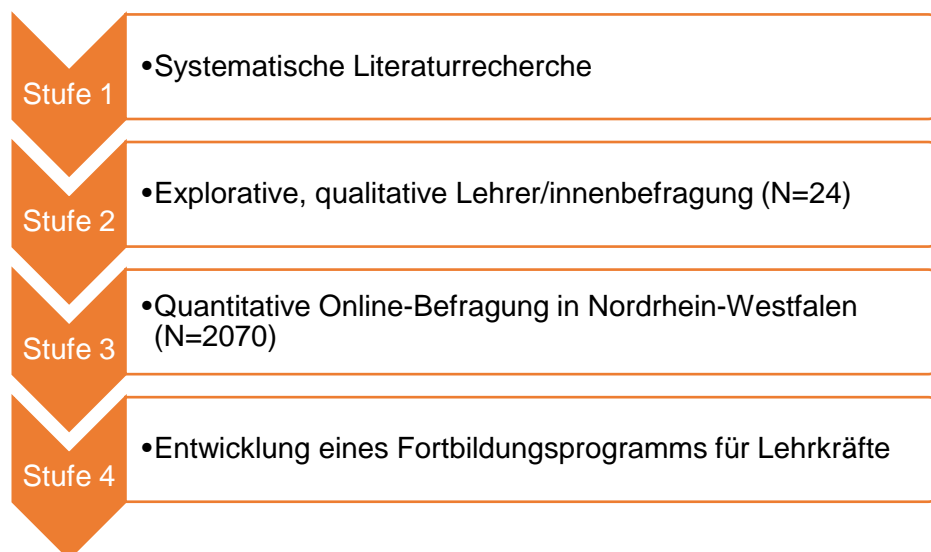 Stufe 1
•Systematische Literaturrecherche
Stufe 2
•Explorative, qualitative Lehrer/innenbefragung (N=24)
Stufe 3
•Quantitative Online-Befragung in Nordrhein-Westfalen
(N=2070)
Stufe 4
•Entwicklung eines Fortbildungsprogramms für Lehrkräfte